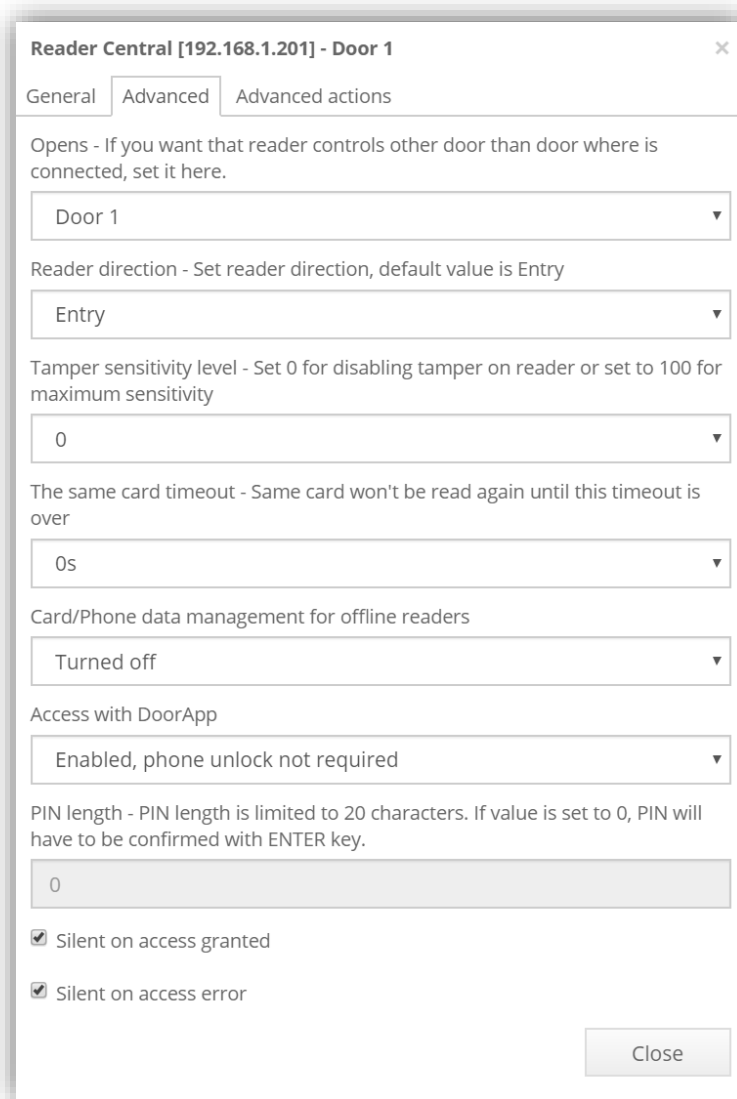 Reader Central [192.168.1.201] - Door 1 ×
General Advanced Advanced actions
Opens - If you want that reader controls other door than door where is
connected, set it here.
Door 1
Reader direction - Set reader direction, default value is Entry
Entry
Tamper sensitivity level - Set 0 for disabling tamper on reader or set to 100 for
maximum sensitivity
0
The same card timeout - Same card won't be read again until this timeout is
over
0s
Card/Phone data management for offline readers
Turned off
Access with DoorApp
Enabled, phone unlock not required
PIN length - PIN length is limited to 20 characters. If value is set to 0, PIN will
have to be confirmed with ENTER key.
0
Silent on access granted
Silent on access error
Close